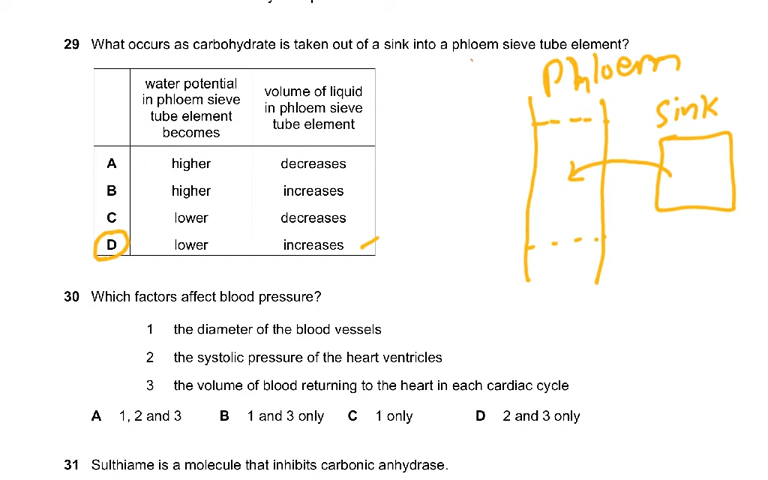 29 What occurs as carbohydrate is taken out of a sink into a phloem sieve tube element?
water potential in phloem sieve tube element becomes
volume of liquid in phloem sieve tube element
A higher decreases
B higher increases
C lower decreases
D lower increases
Phloem
Sink
30 Which factors affect blood pressure?
1 the diameter of the blood vessels
2 the systolic pressure of the heart ventricles
3 the volume of blood returning to the heart in each cardiac cycle
A 1, 2 and 3 B 1 and 3 only C 1 only D 2 and 3 only
31 Sulthiame is a molecule that inhibits carbonic anhydrase.